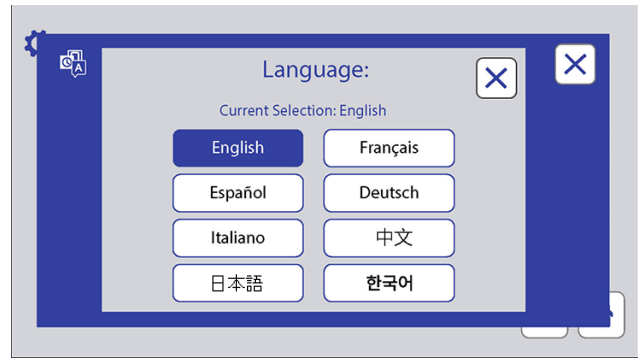 Language:
Current Selection: English
English
Français
Español
Deutsch
Italiano
中文
日本語
한국어